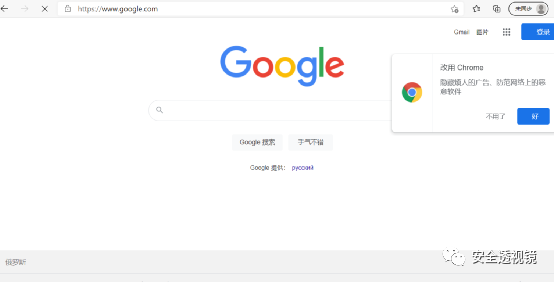 https://www.google.com
未同步
Gmail 图片
登录
Google
改用 Chrome
隐藏烦人的广告，防范网络上的恶
意软件
不用了 好
Google 搜索 手气不错
Google 提供： русский
俄罗斯
安全透视镜